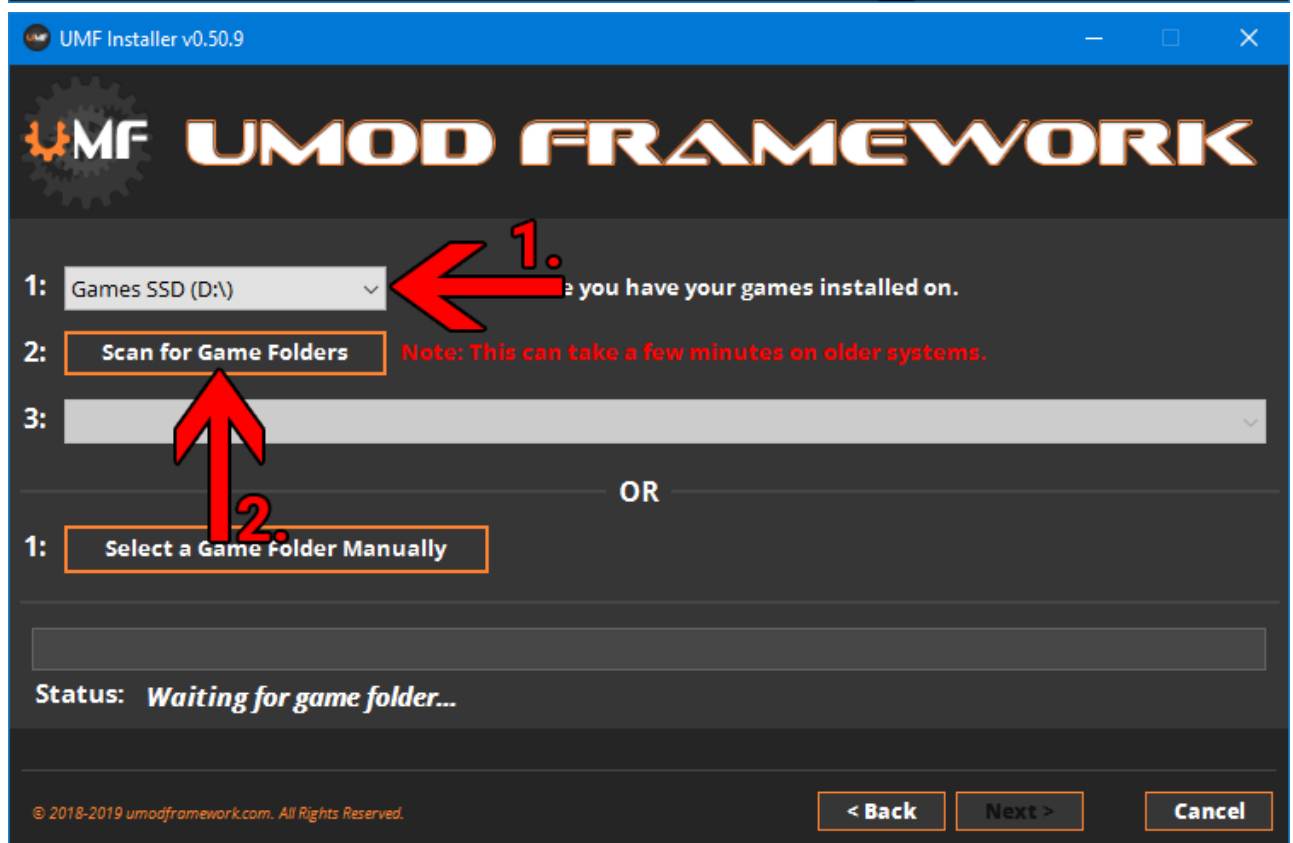 UMF Installer v0.50.9
UMF UMOD FRAMEWORK
1.
1: Games SSD (D:\) you have your games installed on.
2: Scan for Game Folders Note: This can take a few minutes on older systems.
3:
OR
2.
1: Select a Game Folder Manually
Status: Waiting for game folder...
© 2018-2019 umodframework.com. All Rights Reserved.
< Back Next > Cancel